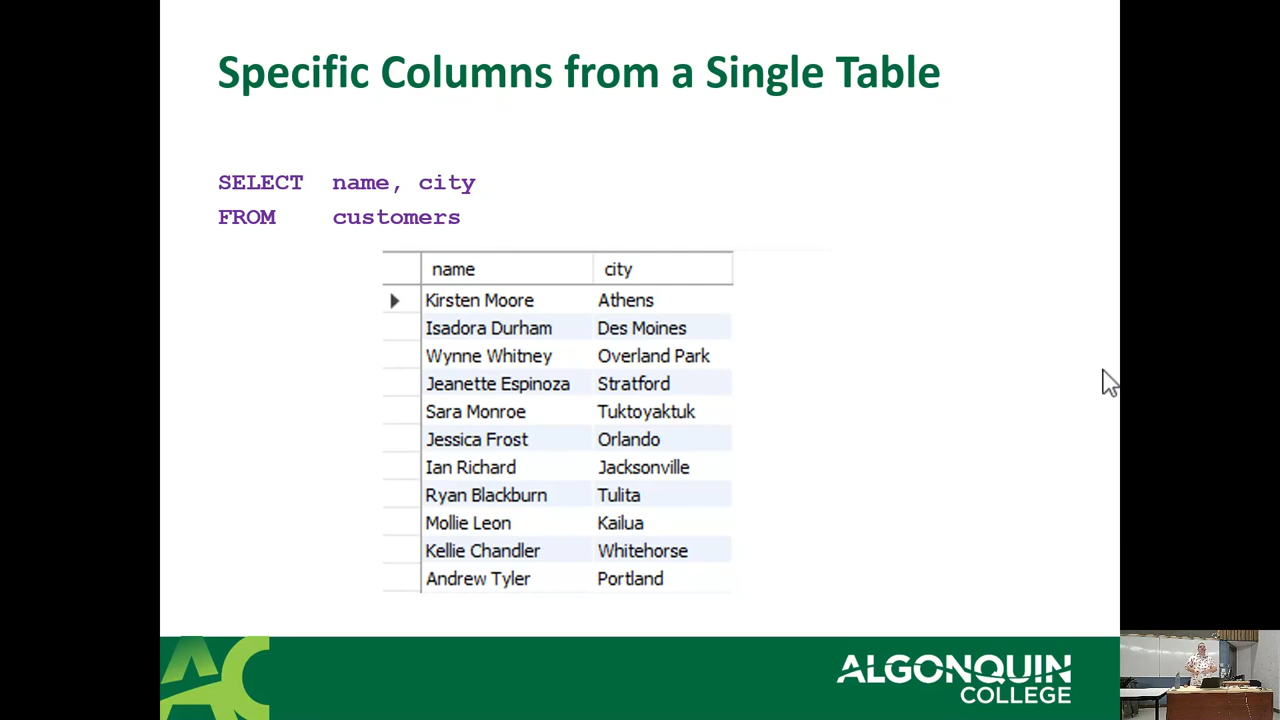 Specific Columns from a Single Table
SELECT name, city
FROM customers
name city
Kirsten Moore Athens
Isadora Durham Des Moines
Wynne Whitney Overland Park
Jeanette Espinoza Stratford
Sara Monroe Tuktoyaktuk
Jessica Frost Orlando
Ian Richard Jacksonville
Ryan Blackburn Tulita
Mollie Leon Kailua
Kellie Chandler Whitehorse
Andrew Tyler Portland
AC
ALGONQUIN
COLLEGE